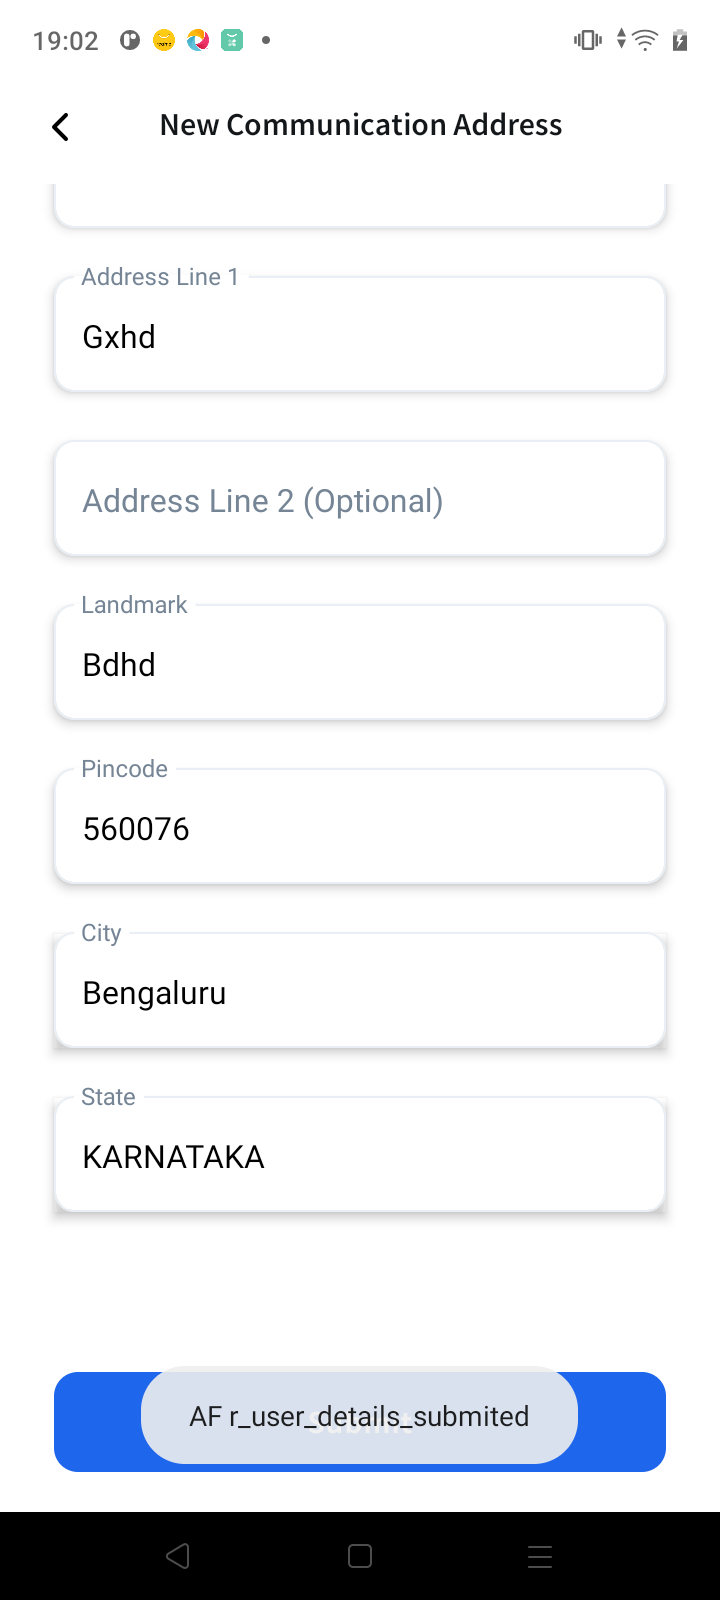 19:02
New Communication Address
Address Line 1
Gxhd
Address Line 2 (Optional)
Landmark
Bdhd
Pincode
560076
City
Bengaluru
State
KARNATAKA
AF r_user_details_submited
Submit